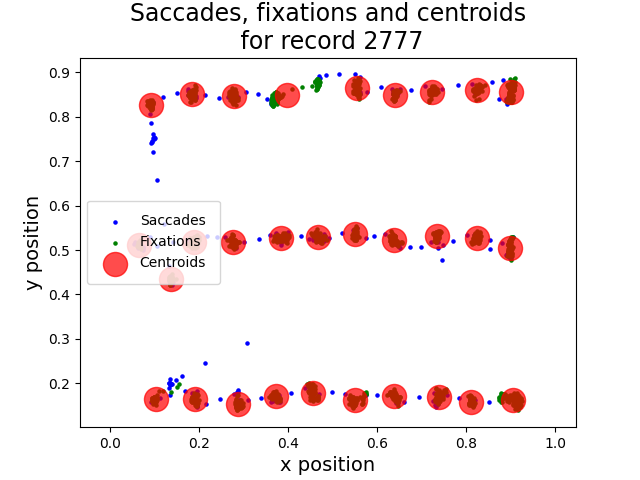 Saccades, fixations and centroids
for record 2777
0.9
0.8
0.7
0.6
0.5
0.4
0.3
0.2
y position
Saccades
Fixations
Centroids
0.0 0.2 0.4 0.6 0.8 1.0
x position